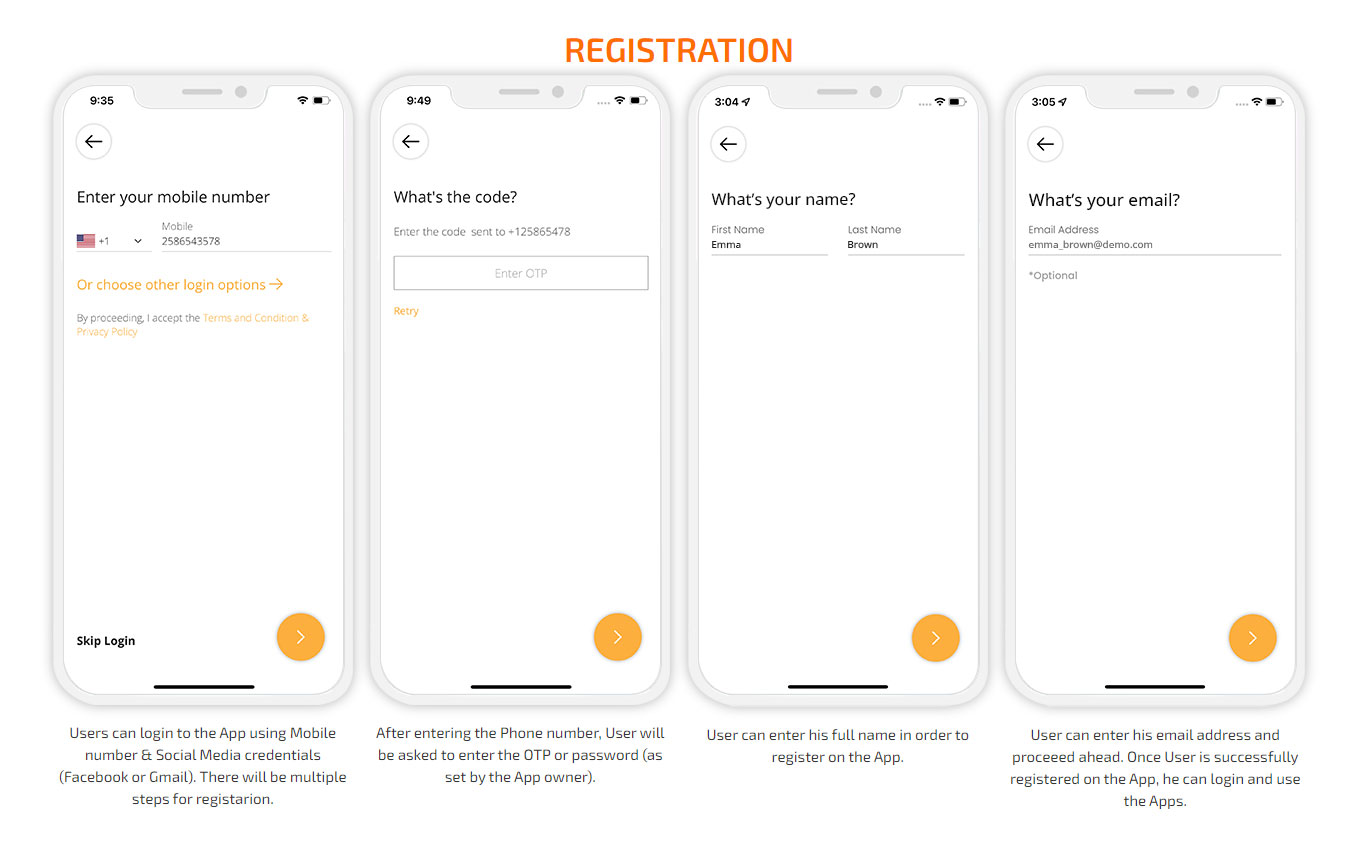 REGISTRATION
9:35
Enter your mobile number
Mobile
+1 2586543578
Or choose other login options →
By proceeding, I accept the Terms and Condition &
Privacy Policy
Skip Login
Users can login to the App using Mobile
number & Social Media credentials
(Facebook or Gmail). There will be multiple
steps for registarion.
9:49
What's the code?
Enter the code sent to +125865478
Enter OTP
Retry
After entering the Phone number, User will
be asked to enter the OTP or password (as
set by the App owner).
3:04
What's your name?
First Name Last Name
Emma Brown
User can enter his full name in order to
register on the App.
3:05
What's your email?
Email Address
emma_brown@demo.com
*Optional
User can enter his email address and
proceeed ahead. Once User is successfully
registered on the App, he can login and use
the Apps.